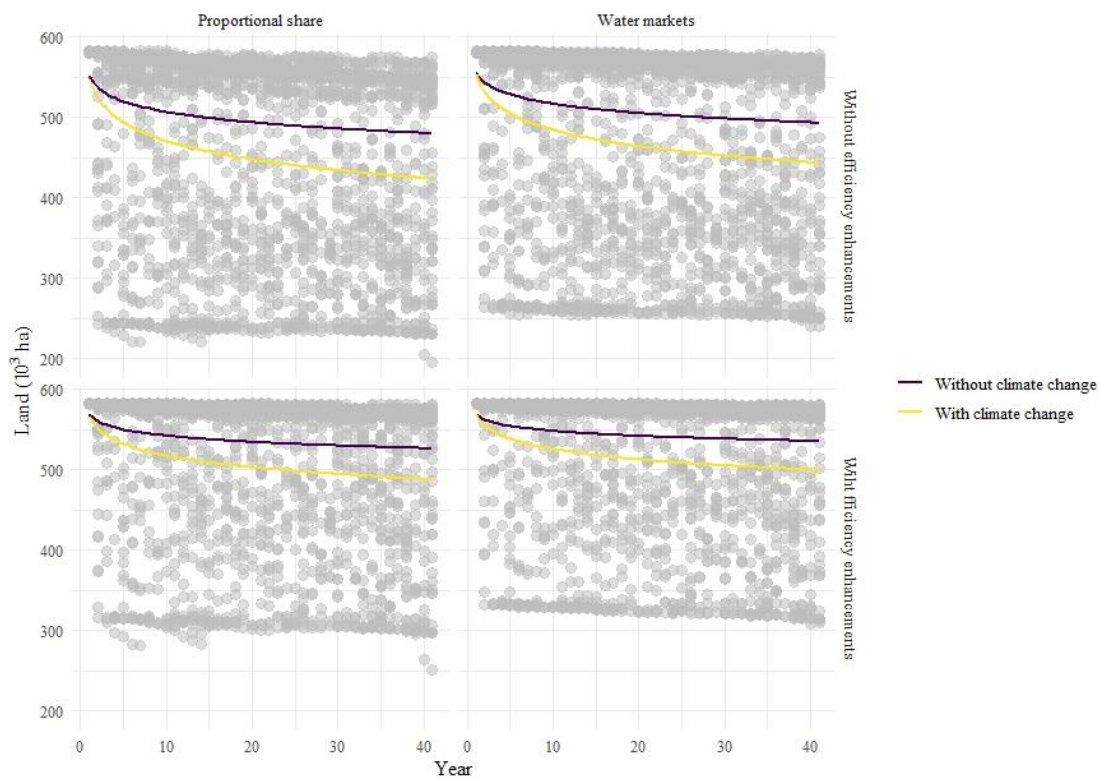 Proportional share
Water markets
600
500
400
300
200
Without efficiency enhancements
Land (10³ ha)
600
500
400
300
200
Wiht fficiency enhancements
Without climate change
With climate change
0 10 20 30 40
0 10 20 30 40
Year